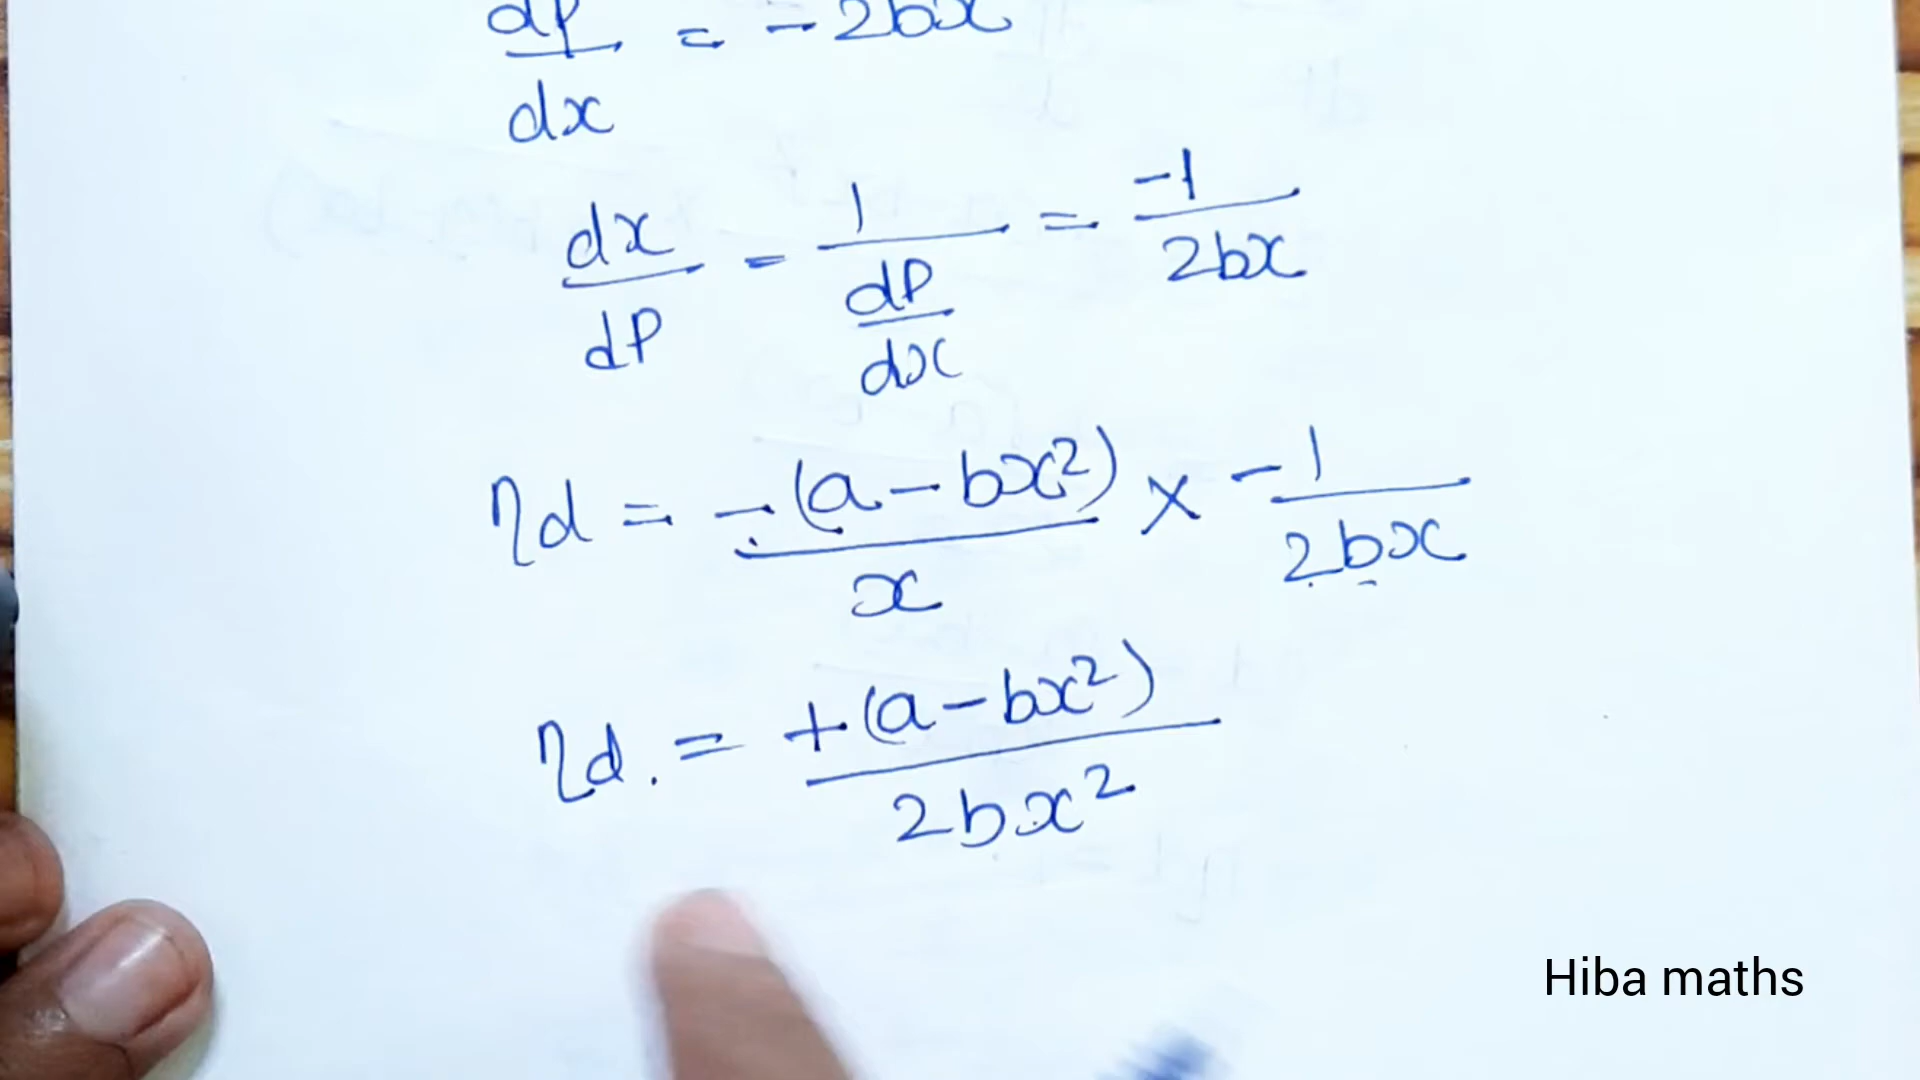 dP/dx = -2bx
dx/dP = 1/(dP/dx) = -1/2bx
ηd = -(a-bx²)/x × -1/2bx
ηd. = +(a-bx²)/2bx²
Hiba maths